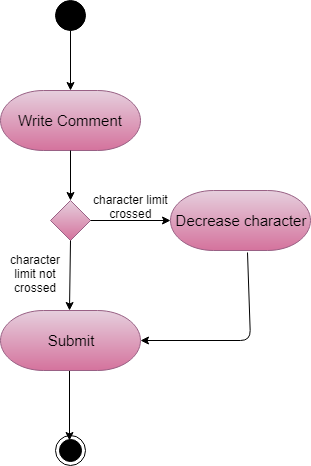 Write Comment
character limit
crossed
Decrease character
character
limit not
crossed
Submit